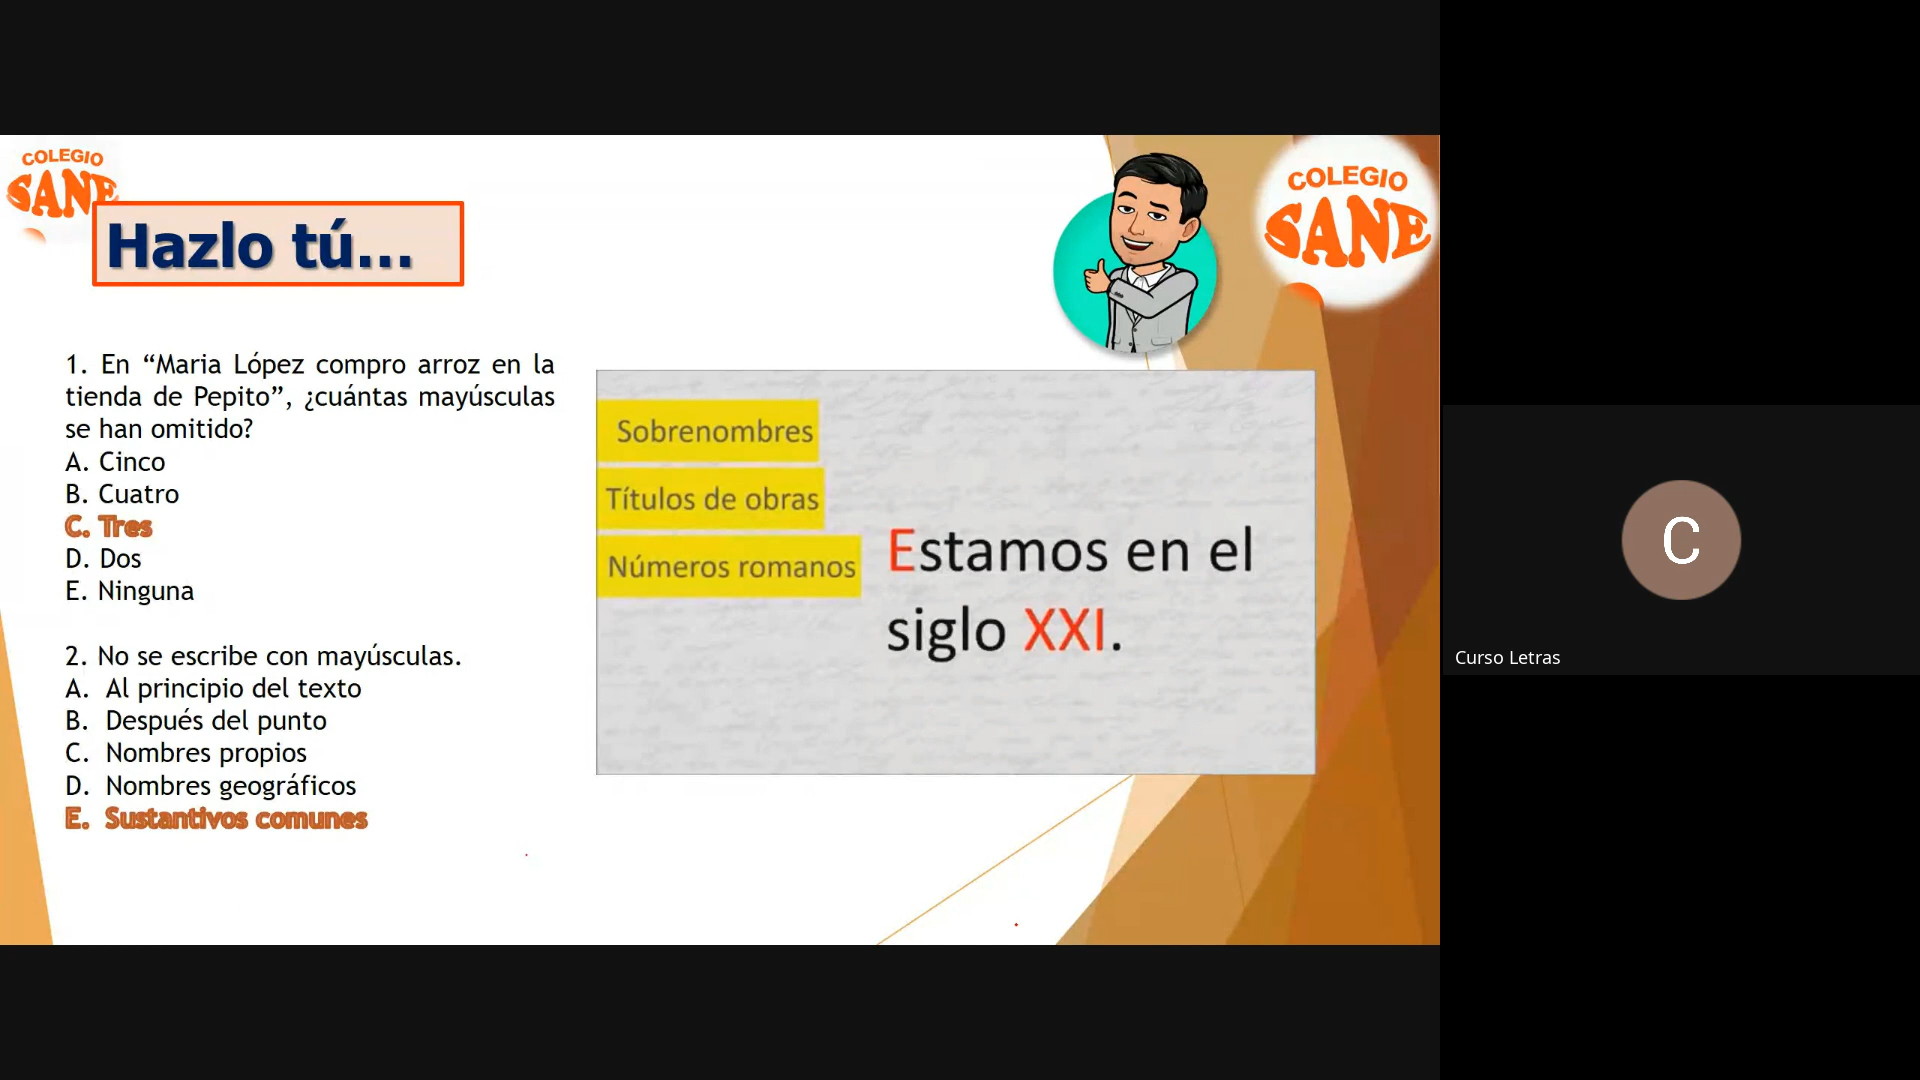 COLEGIO
SANE
Hazlo tú...
COLEGIO
SANE
1. En “Maria López compro arroz en la
tienda de Pepito”, ¿cuántas mayúsculas
se han omitido?
A. Cinco
B. Cuatro
C. Tres
D. Dos
E. Ninguna
2. No se escribe con mayúsculas.
A. Al principio del texto
B. Después del punto
C. Nombres propios
D. Nombres geográficos
E. Sustantivos comunes
Sobrenombres
Títulos de obras
Números romanos
Estamos en el
siglo XXI.
C
Curso Letras